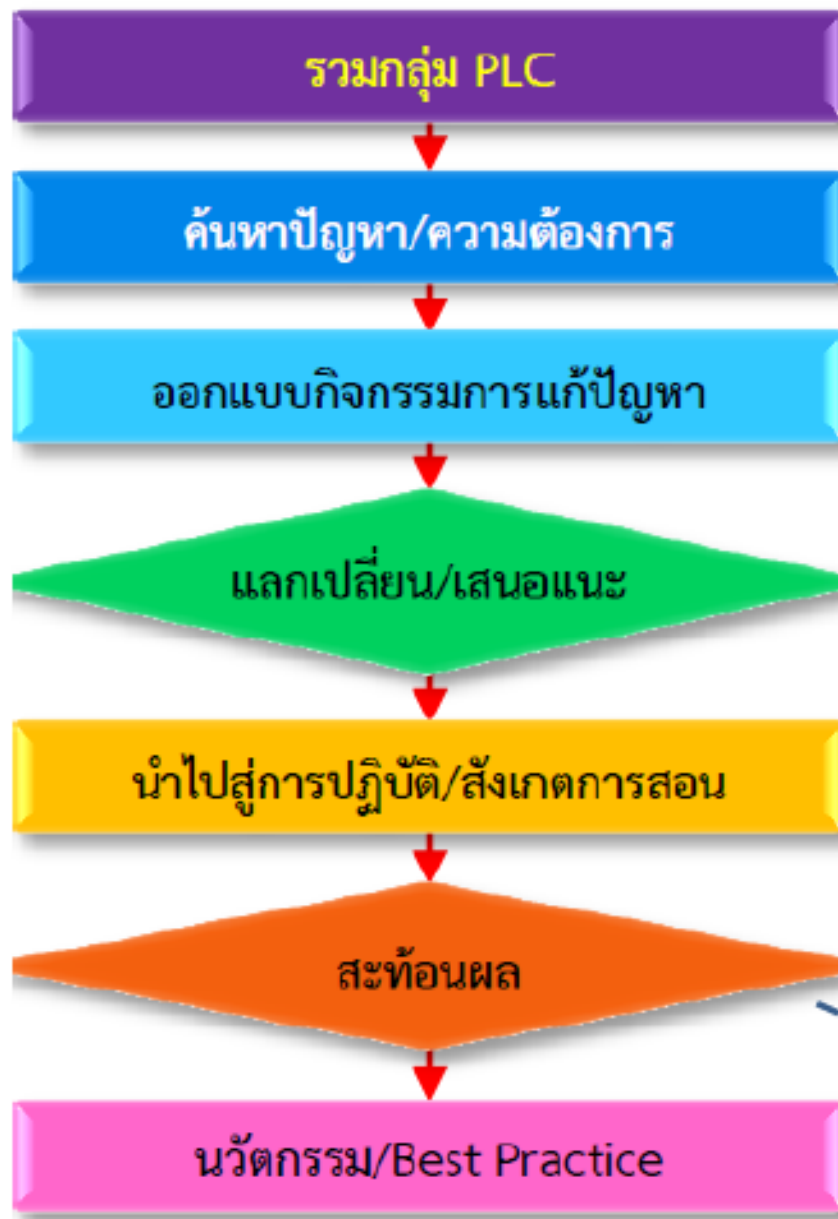 รวมกลุ่ม PLC
ค้นหาปัญหา/ความต้องการ
ออกแบบกิจกรรมการแก้ปัญหา
แลกเปลี่ยน/เสนอแนะ
นำไปสู่การปฏิบัติ/สังเกตการสอน
สะท้อนผล
นวัตกรรม/Best Practice